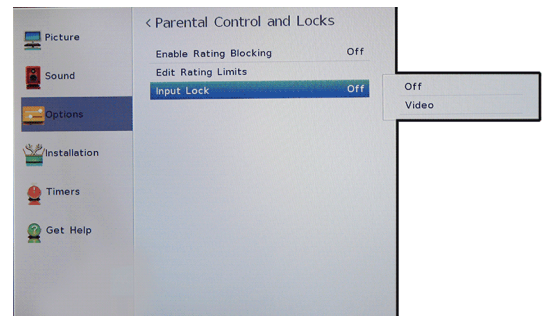 < Parental Control and Locks
Picture
Sound
Options
Installation
Timers
Get Help
Enable Rating Blocking Off
Edit Rating Limits
Input Lock Off
Off
Video